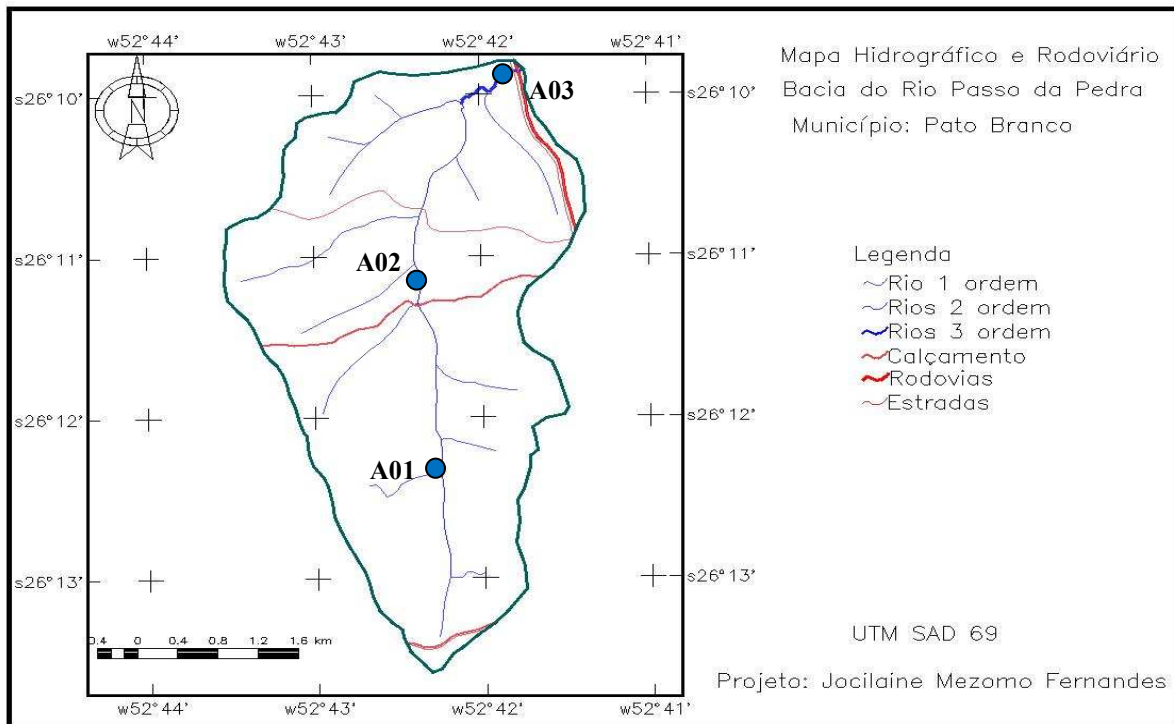 w52°44' w52°43' w52°42' w52°41'
Mapa Hidrográfico e Rodoviário
Bacia do Rio Passo da Pedra
Município: Pato Branco
N
s26°10' s26°10'
A03
s26°11' s26°11'
A02
Legenda
Rio 1 ordem
Rios 2 ordem
Rios 3 ordem
Calçamento
Rodovias
Estradas
s26°12' s26°12'
A01
s26°13' s26°13'
0.4 0 0.4 0.8 1.2 1.6 km
UTM SAD 69
Projeto: Jocilaine Mezomo Fernandes
w52°44' w52°43' w52°42' w52°41'